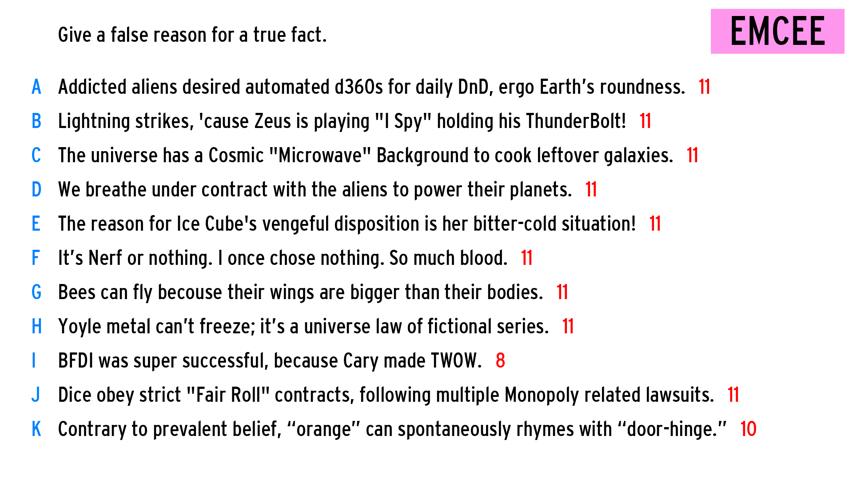 Give a false reason for a true fact.
EMCEE
A Addicted aliens desired automated d360s for daily DnD, ergo Earth’s roundness. 11
B Lightning strikes, 'cause Zeus is playing "I Spy" holding his ThunderBolt! 11
C The universe has a Cosmic "Microwave" Background to cook leftover galaxies. 11
D We breathe under contract with the aliens to power their planets. 11
E The reason for Ice Cube's vengeful disposition is her bitter-cold situation! 11
F It’s Nerf or nothing. I once chose nothing. So much blood. 11
G Bees can fly becouse their wings are bigger than their bodies. 11
H Yoyle metal can’t freeze; it’s a universe law of fictional series. 11
I BFDI was super successful, because Cary made TWOW. 8
J Dice obey strict "Fair Roll" contracts, following multiple Monopoly related lawsuits. 11
K Contrary to prevalent belief, “orange” can spontaneously rhymes with “door-hinge.” 10